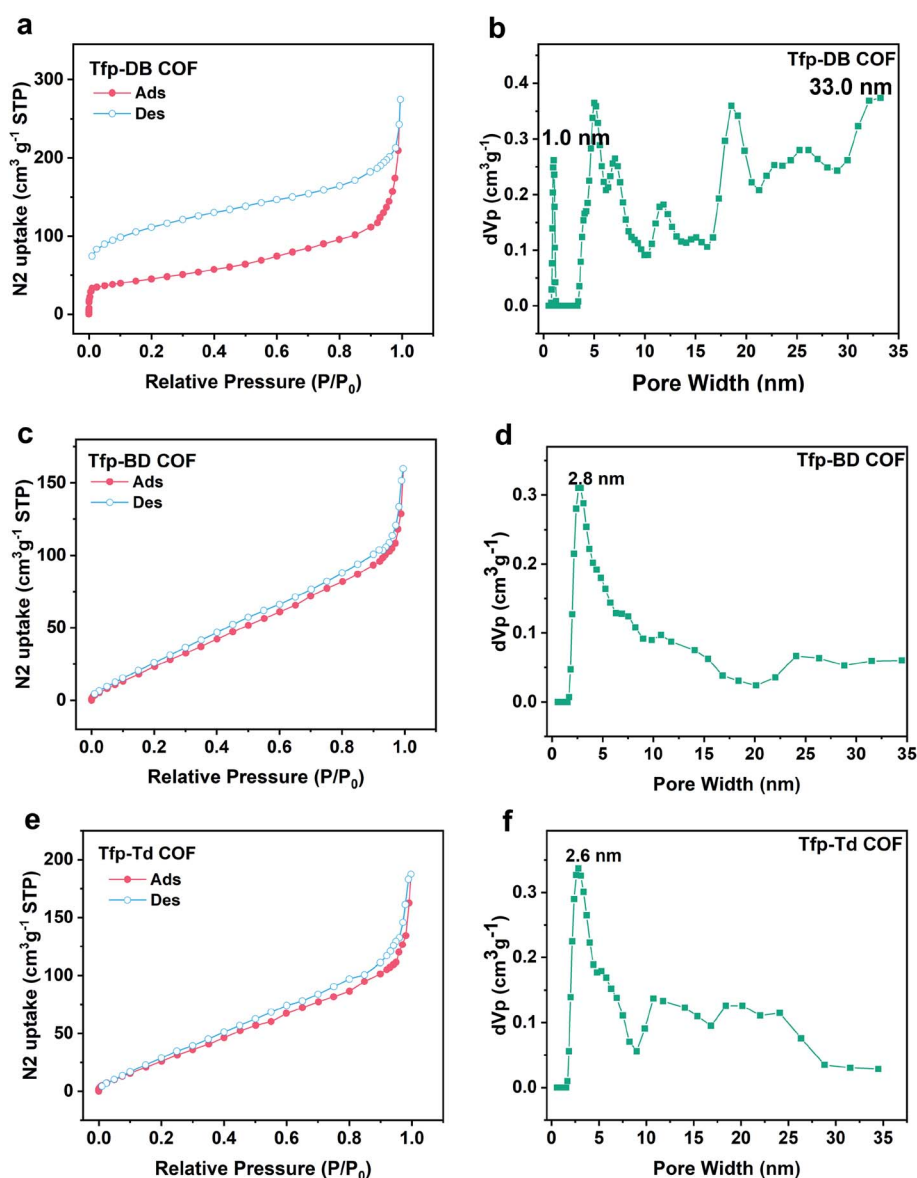 a
Tfp-DB COF
Ads
Des
N2 uptake (cm³ g⁻¹ STP)
300
200
100
0
0.0 0.2 0.4 0.6 0.8 1.0
Relative Pressure (P/P₀)
b
Tfp-DB COF
33.0 nm
1.0 nm
dVp (cm³g⁻¹)
0.4
0.3
0.2
0.1
0.0
0 5 10 15 20 25 30 35
Pore Width (nm)
c
Tfp-BD COF
Ads
Des
N2 uptake (cm³g⁻¹ STP)
150
100
50
0
0.0 0.2 0.4 0.6 0.8 1.0
Relative Pressure (P/P₀)
d
Tfp-BD COF
2.8 nm
dVp (cm³g⁻¹)
0.3
0.2
0.1
0.0
0 5 10 15 20 25 30 35
Pore Width (nm)
e
Tfp-Td COF
Ads
Des
N2 uptake (cm³g⁻¹ STP)
200
150
100
50
0
0.0 0.2 0.4 0.6 0.8 1.0
Relative Pressure (P/P₀)
f
Tfp-Td COF
2.6 nm
dVp (cm³g⁻¹)
0.3
0.2
0.1
0.0
0 5 10 15 20 25 30 35
Pore Width (nm)